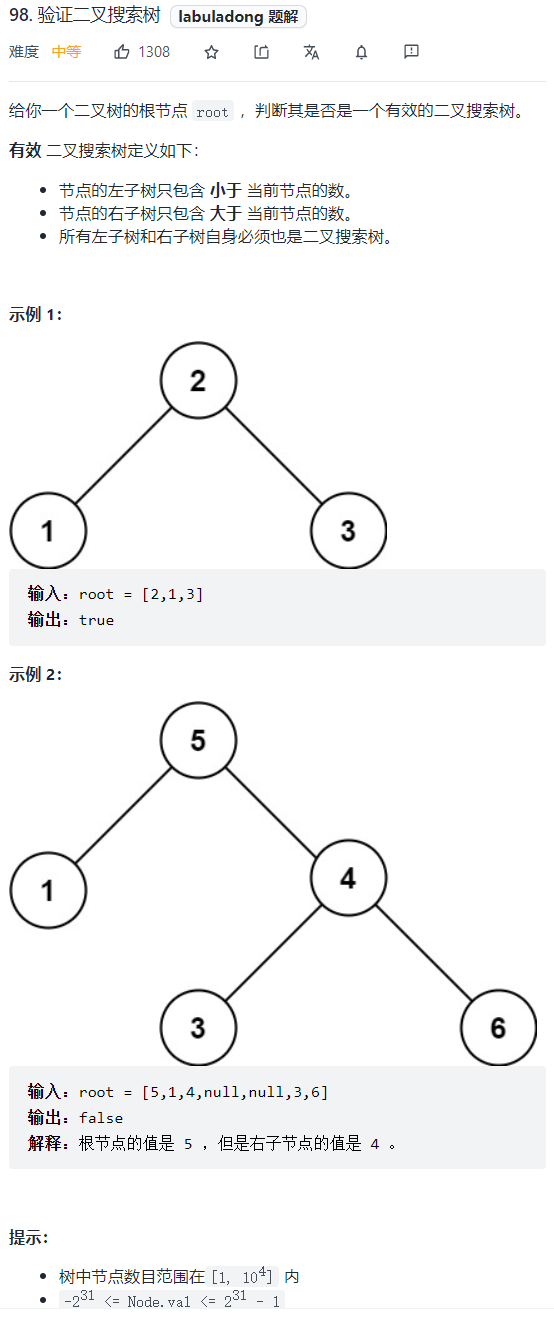 98. 验证二叉搜索树 labuladong 题解
难度 中等 1308
给你一个二叉树的根节点 root ，判断其是否是一个有效的二叉搜索树。
有效 二叉搜索树定义如下：
节点的左子树只包含 小于 当前节点的数。
节点的右子树只包含 大于 当前节点的数。
所有左子树和右子树自身必须也是二叉搜索树。
示例 1：
2
1 3
输入：root = [2,1,3]
输出：true
示例 2：
5
1 4
3 6
输入：root = [5,1,4,null,null,3,6]
输出：false
解释：根节点的值是 5 ，但是右子节点的值是 4 。
提示：
树中节点数目范围在[1, 10⁴] 内
-2³¹ <= Node.val <= 2³¹ - 1